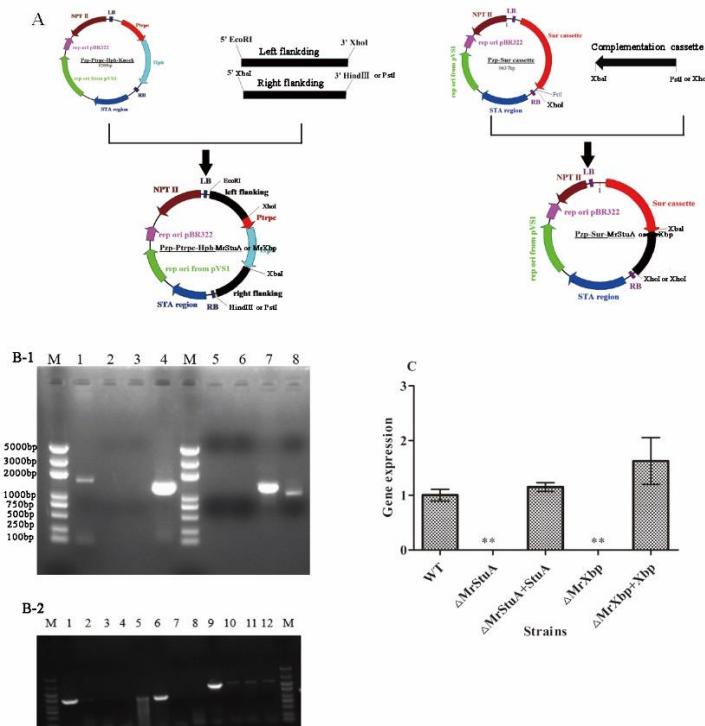 A
LB
NPT II
Ptrpc
rep ori pBR322
Hph
Pzp-Ptrpc-Hph-Knock
rep ori from pVS1
RB
STA region
5' EcoRI
3' XhoI
Left flankding
5' XbaI
3' HindIII or PstI
Right flankding
LB
NPT II
1
Sur cassette
rep ori pBR322
Pzp-Sur cassette
rep ori from pVS1
PstI
XhoI
RB
STA region
Complementation cassette
XbaI
PstI or XhoI
LB
EcoRI
NPT II
left flanking
XhoI
rep ori pBR322
Ptrpc
Pzp-Ptrpc-Hph-MrStuA or MrXbp
rep ori from pVS1
XbaI
right flanking
STA region
RB
HindIII or PstI
LB
NPT II
1
Sur cassette
rep ori pBR322
XbaI
Pzp-Sur-MrStuA or
rep ori from pVS1
XhoI or XhoI
RB
STA region
B-1
M 1 2 3 4 M 5 6 7 8
5000bp
3000bp
2000bp
1000bp
750bp
500bp
250bp
100bp
B-2
M 1 2 3 4 5 6 7 8 9 10 11 12 M
C
Gene expression
3
2
1
0
**
**
WT
△MrStuA
△MrStuA+StuA
△MrXbp
△MrXbp+Xbp
Strains